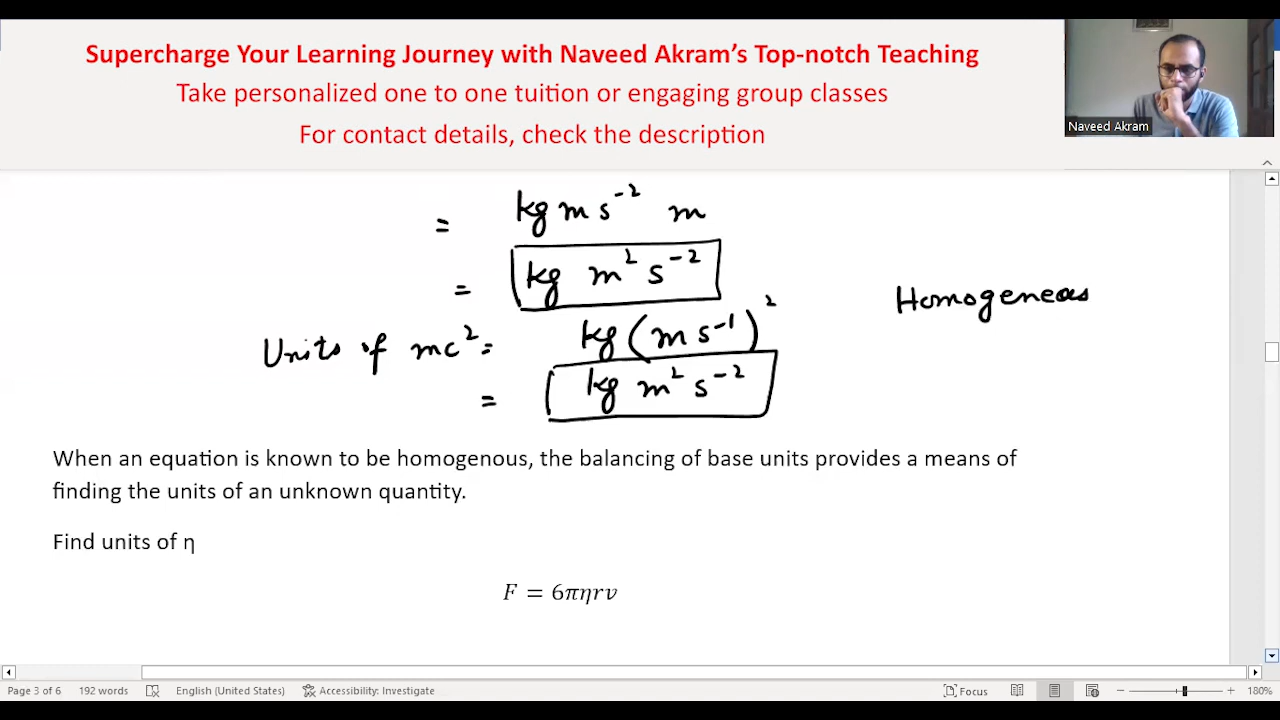 Supercharge Your Learning Journey with Naveed Akram's Top-notch Teaching
Take personalized one to one tuition or engaging group classes
For contact details, check the description
Naveed Akram
= kg m s⁻² m
= kg m² s⁻²
Homogeneous
Units of mc² = kg (m s⁻¹)²
= kg m² s⁻²
When an equation is known to be homogenous, the balancing of base units provides a means of
finding the units of an unknown quantity.
Find units of η
F = 6πηrv
Page 3 of 6 192 words English (United States) Accessibility: Investigate Focus 180%